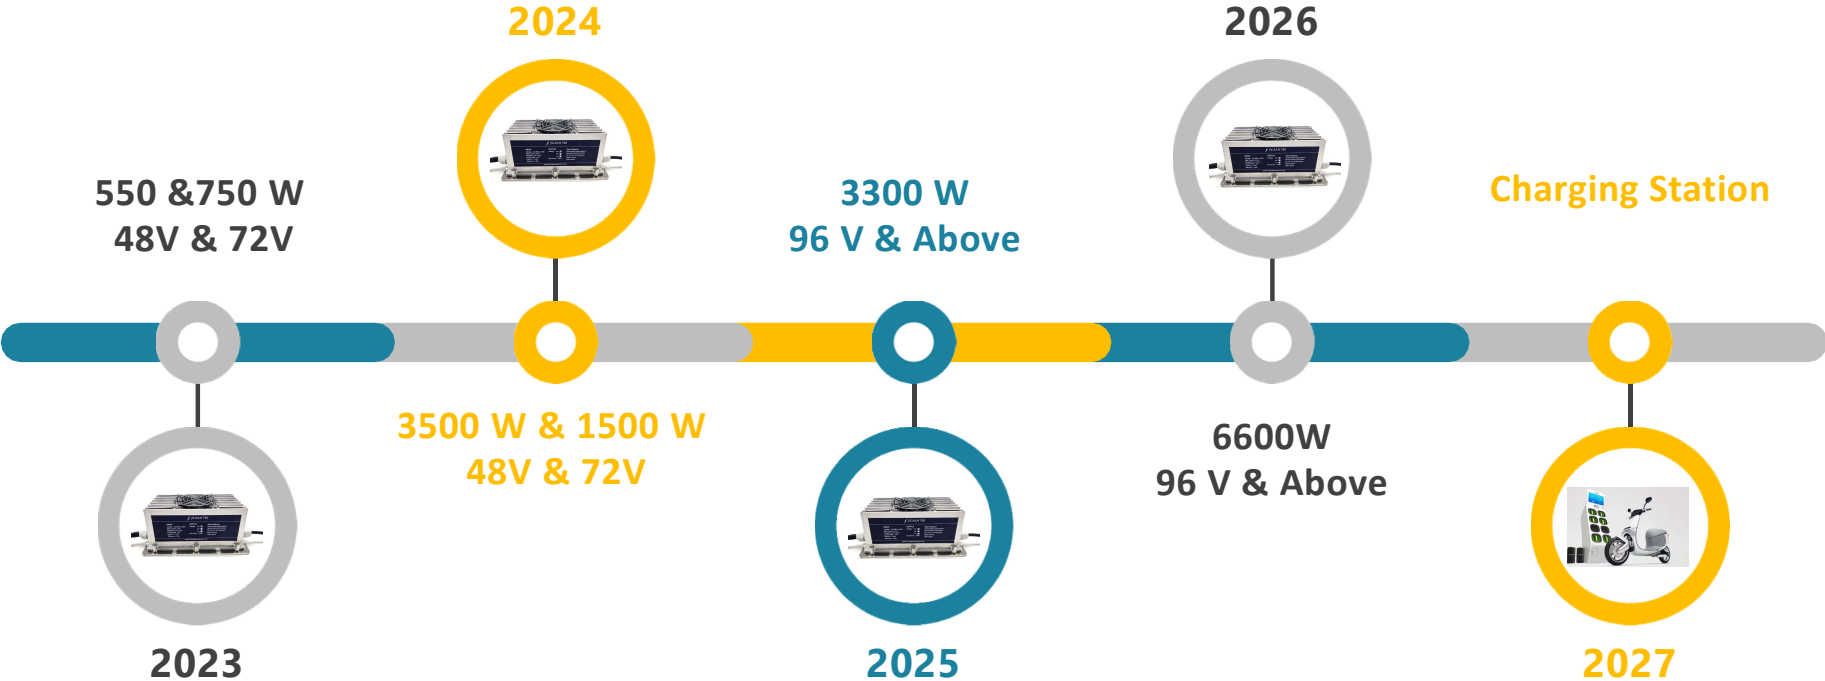 2024
2026
550 &750 W
48V & 72V
3300 W
96 V & Above
Charging Station
3500 W & 1500 W
48V & 72V
6600W
96 V & Above
2023
2025
2027